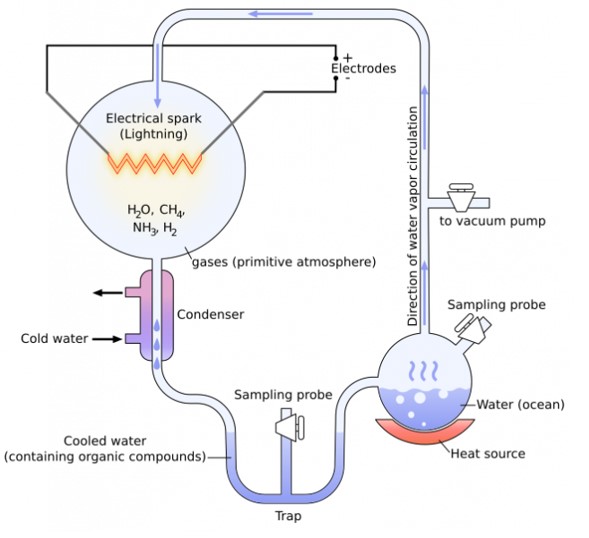 +
Electrodes
-
Electrical spark
(Lightning)
H₂O, CH₄,
NH₃, H₂
gases (primitive atmosphere)
Direction of water vapor circulation
to vacuum pump
Condenser
Cold water
Sampling probe
Water (ocean)
Heat source
Sampling probe
Cooled water
(containing organic compounds)
Trap